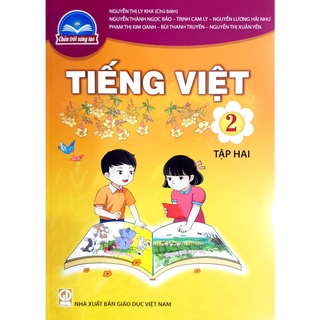 NGUYỄN THỊ LY KHA (Chủ biên)
NGUYỄN THÀNH NGỌC BẢO – TRỊNH CAM LY – NGUYỄN LƯƠNG HẢI NHƯ
PHẠM THỊ KIM OANH – BÙI THANH TRUYỀN – NGUYỄN THỊ XUÂN YẾN
Chân trời sáng tạo
TIẾNG VIỆT
2
TẬP HAI
NHÀ XUẤT BẢN GIÁO DỤC VIỆT NAM